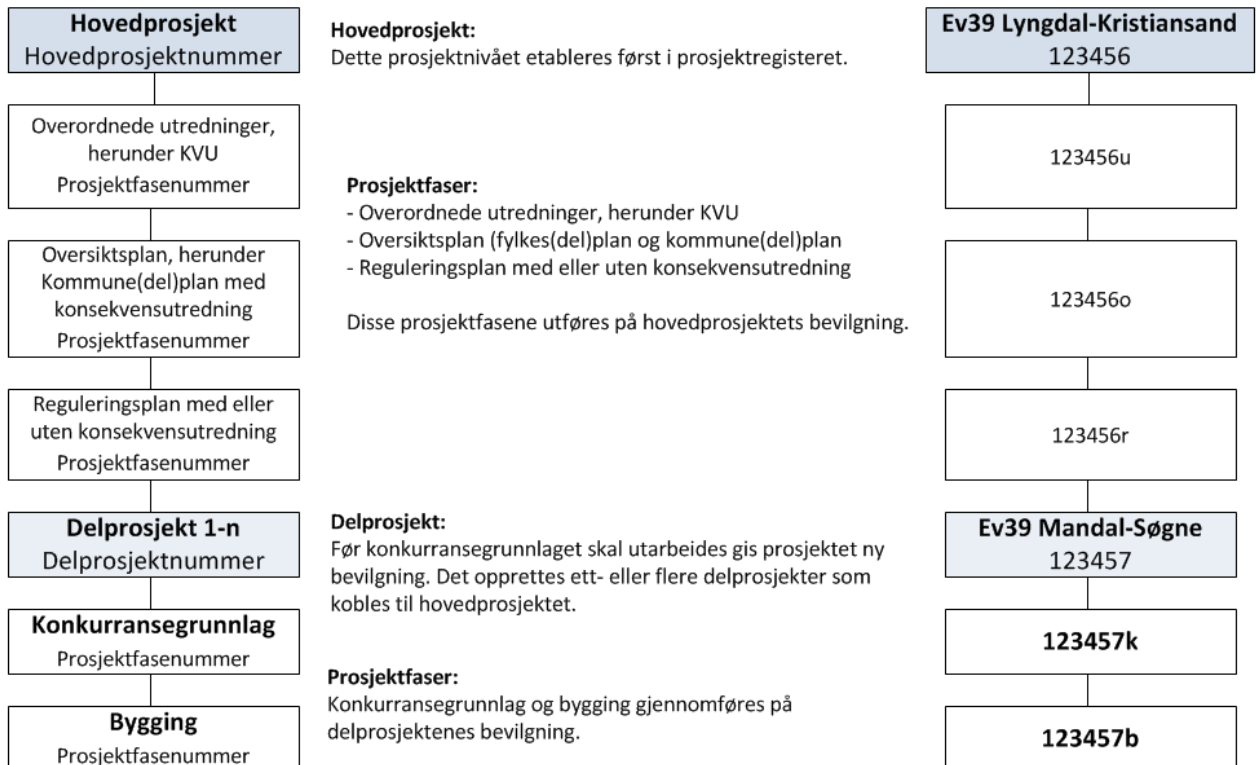 Hovedprosjekt
Hovedprosjektnummer
Overordnede utredninger,
herunder KVU
Prosjektfasenummer
Oversiktsplan, herunder
Kommune(del)plan med
konsekvensutredning
Prosjektfasenummer
Reguleringsplan med eller
uten konsekvensutredning
Prosjektfasenummer
Delprosjekt 1-n
Delprosjektnummer
Konkurransegrunnlag
Prosjektfasenummer
Bygging
Prosjektfasenummer
Hovedprosjekt:
Dette prosjektnivået etableres først i prosjektregisteret.
Prosjektfaser:
- Overordnede utredninger, herunder KVU
- Oversiktsplan (fylkes(del)plan og kommune(del)plan
- Reguleringsplan med eller uten konsekvensutredning
Disse prosjektfasene utføres på hovedprosjektets bevilgning.
Delprosjekt:
Før konkurransegrunnlaget skal utarbeides gis prosjektet ny
bevilgning. Det opprettes ett- eller flere delprosjekter som
kobles til hovedprosjektet.
Prosjektfaser:
Konkurransegrunnlag og bygging gjennomføres på
delprosjektenes bevilgning.
Ev39 Lyngdal-Kristiansand
123456
123456u
123456o
123456r
Ev39 Mandal-Søgne
123457
123457k
123457b